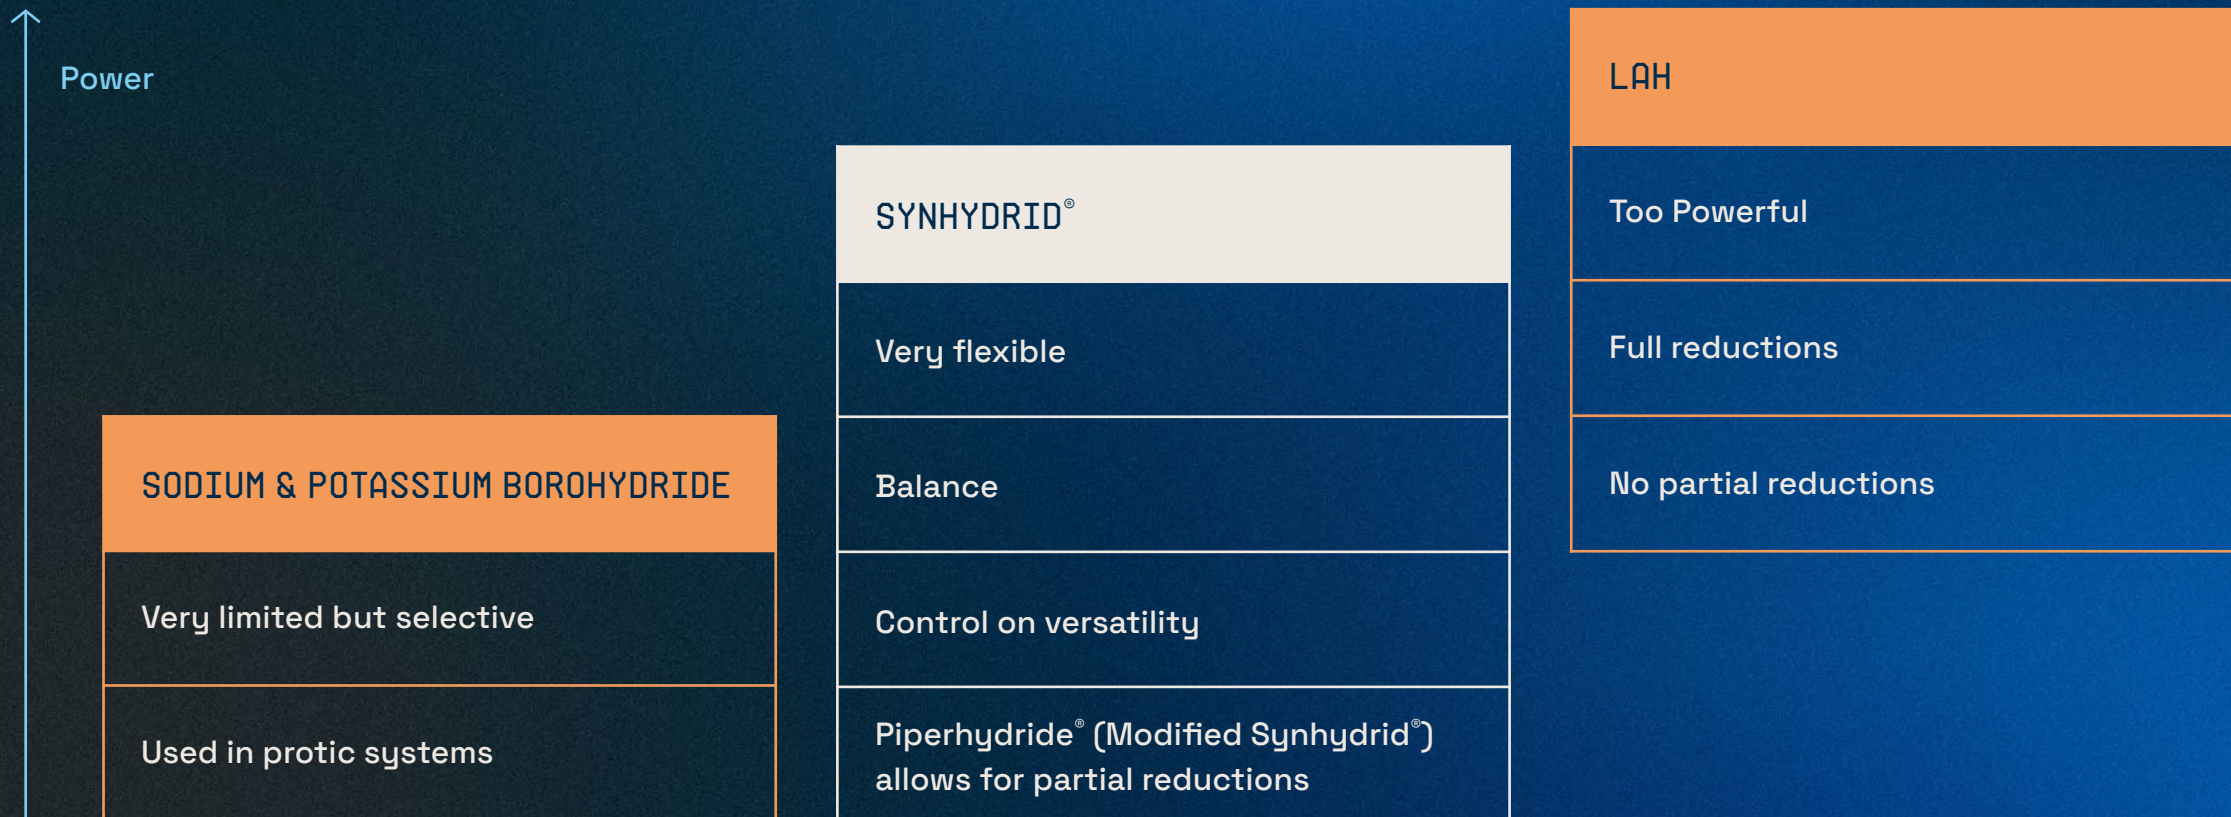 Power
SODIUM & POTASSIUM BOROHYDRIDE
Very limited but selective
Used in protic systems
SYNHYDRID®
Very flexible
Balance
Control on versatility
Piperhydride® (Modified Synhydrid®)
allows for partial reductions
LAH
Too Powerful
Full reductions
No partial reductions